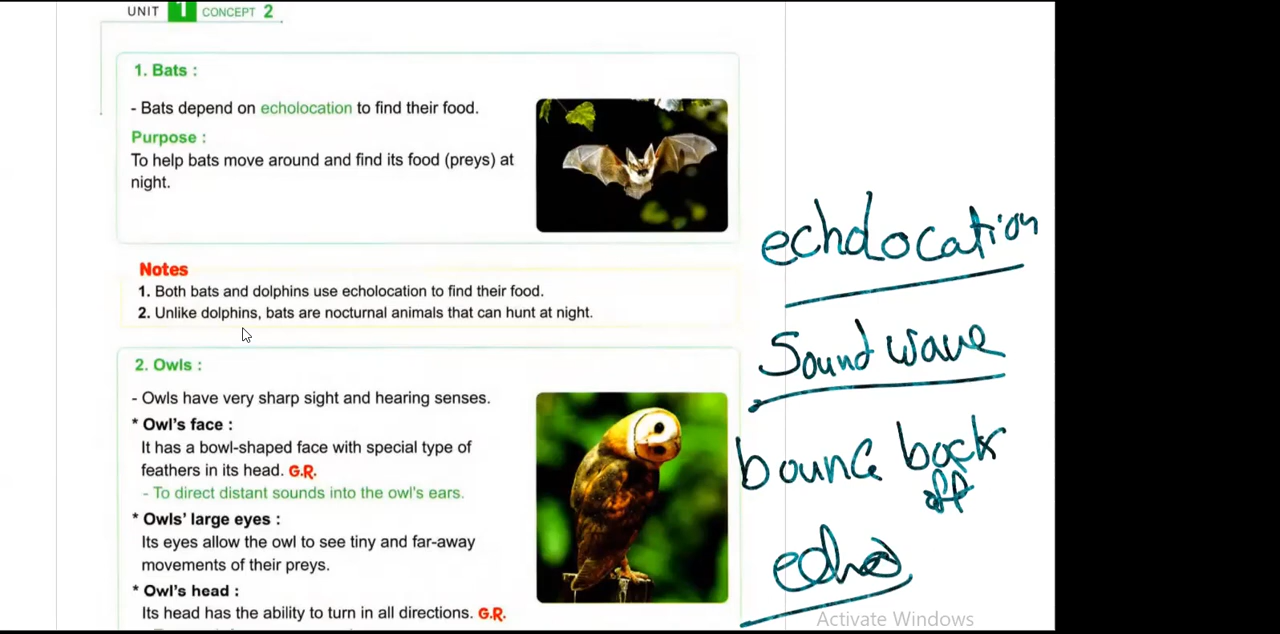 UNIT 1 CONCEPT 2
1. Bats :
- Bats depend on echolocation to find their food.
Purpose :
To help bats move around and find its food (preys) at
night.
Notes
1. Both bats and dolphins use echolocation to find their food.
2. Unlike dolphins, bats are nocturnal animals that can hunt at night.
2. Owls :
- Owls have very sharp sight and hearing senses.
* Owl's face :
It has a bowl-shaped face with special type of
feathers in its head. G.R.
- To direct distant sounds into the owl's ears.
* Owls' large eyes :
Its eyes allow the owl to see tiny and far-away
movements of their preys.
* Owl's head :
Its head has the ability to turn in all directions. G.R.
echolocation
Sound wave
bounce back
off
echo
Activate Windows